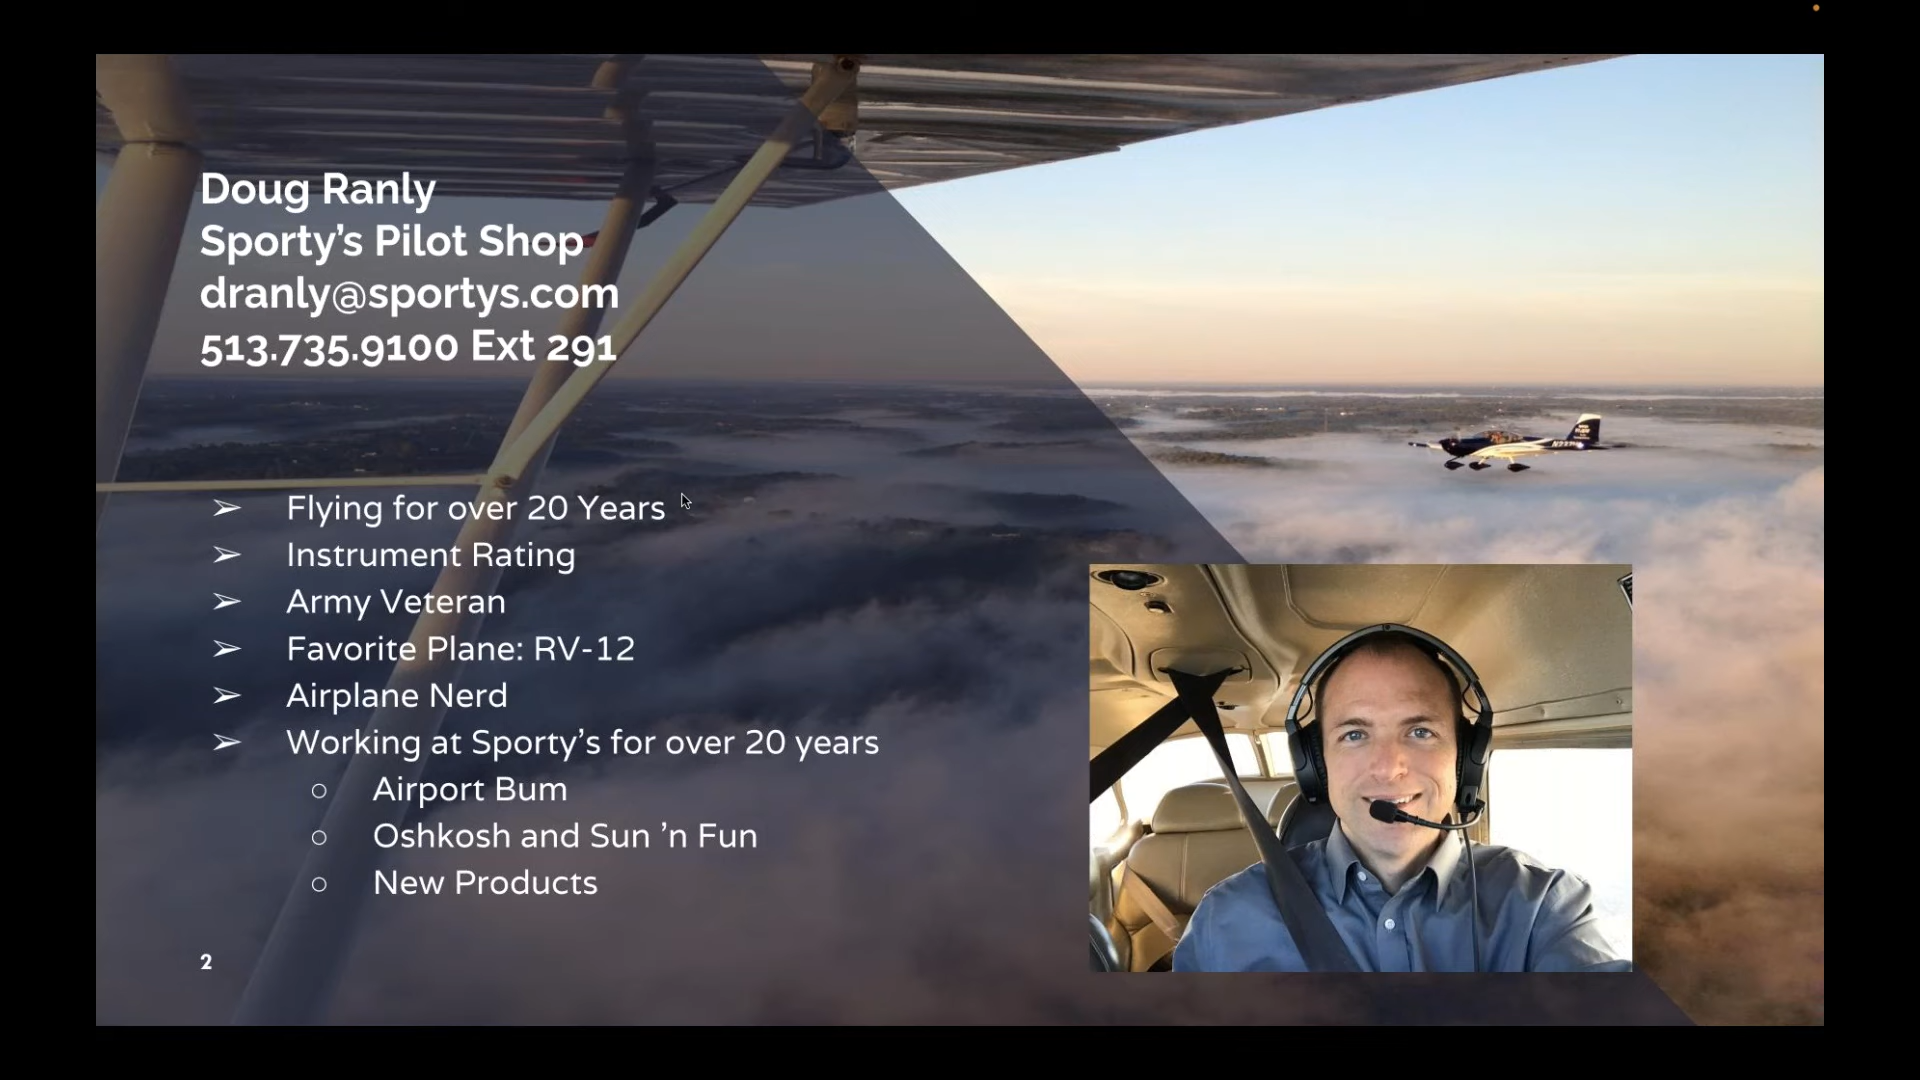 Doug Ranly
Sporty’s Pilot Shop
dranly@sportys.com
513.735.9100 Ext 291
➢ Flying for over 20 Years
➢ Instrument Rating
➢ Army Veteran
➢ Favorite Plane: RV-12
➢ Airplane Nerd
➢ Working at Sporty’s for over 20 years
○ Airport Bum
○ Oshkosh and Sun ’n Fun
○ New Products
2